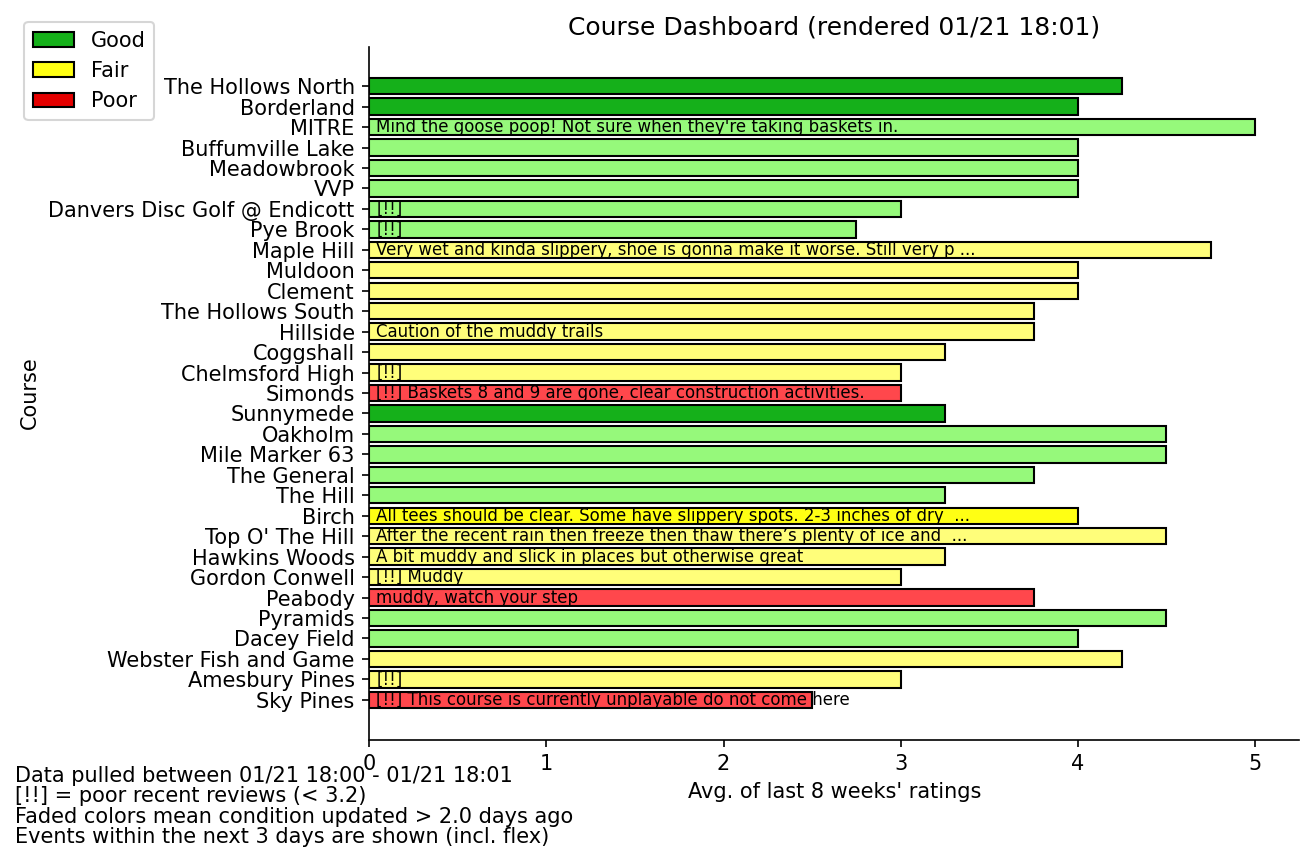 Course Dashboard (rendered 01/21 18:01)
Good
Fair
Poor
The Hollows North
Borderland
MITRE Mind the goose poop! Not sure when they're taking baskets in.
Buffumville Lake
Meadowbrook
VVP
Danvers Disc Golf @ Endicott [!!]
Pye Brook [!!]
Maple Hill Very wet and kinda slippery, shoe is gonna make it worse. Still very p ...
Muldoon
Clement
The Hollows South
Hillside Caution of the muddy trails
Coggshall
Chelmsford High [!!]
Simonds [!!] Baskets 8 and 9 are gone, clear construction activities.
Sunnymede
Oakholm
Mile Marker 63
The General
The Hill
Birch All tees should be clear. Some have slippery spots. 2-3 inches of dry ...
Top O' The Hill After the recent rain then freeze then thaw there’s plenty of ice and ...
Hawkins Woods A bit muddy and slick in places but otherwise great
Gordon Conwell [!!] Muddy
Peabody muddy, watch your step
Pyramids
Dacey Field
Webster Fish and Game
Amesbury Pines [!!]
Sky Pines [!!] This course is currently unplayable do not come here
Course
0 1 2 3 4 5
Avg. of last 8 weeks' ratings
Data pulled between 01/21 18:00 - 01/21 18:01
[!!] = poor recent reviews (< 3.2)
Faded colors mean condition updated > 2.0 days ago
Events within the next 3 days are shown (incl. flex)